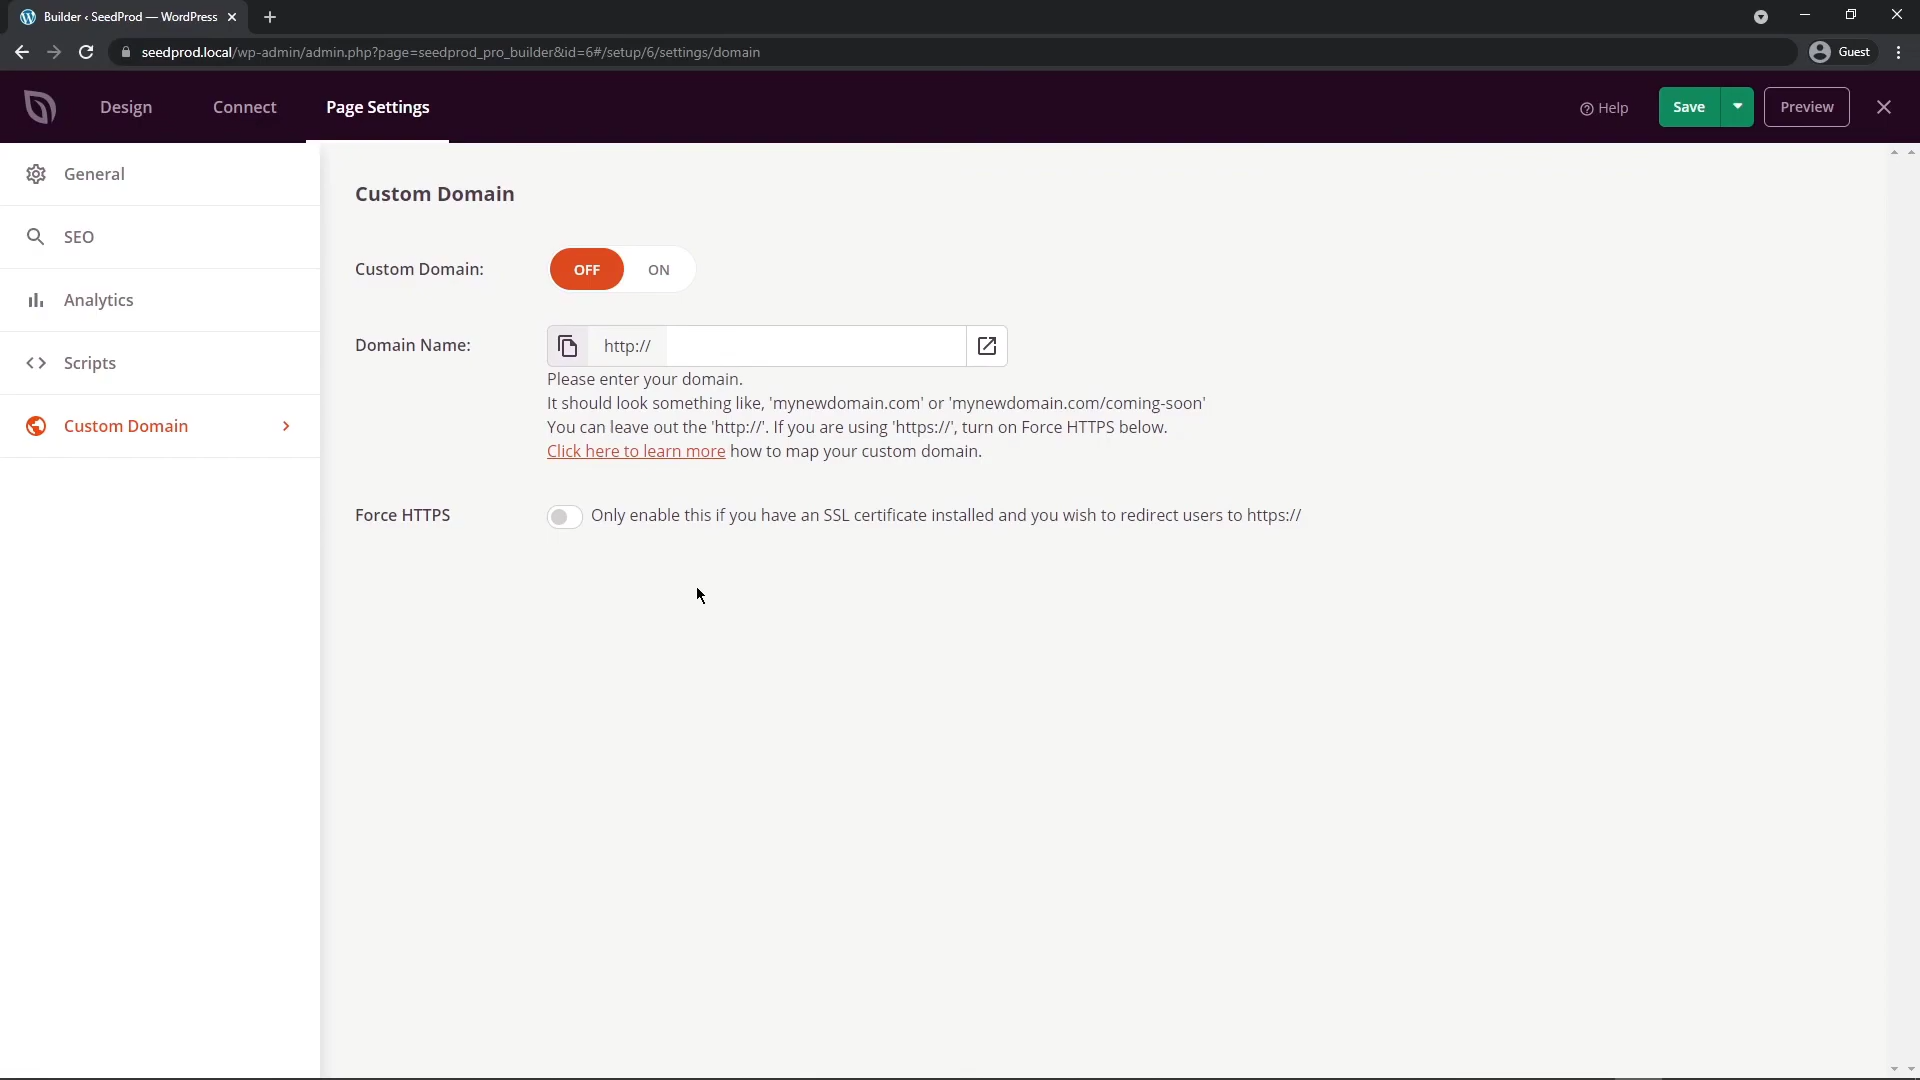 Builder ‹ SeedProd — WordPress
seedprod.local/wp-admin/admin.php?page=seedprod_pro_builder&id=6#/setup/6/settings/domain
Guest
Design
Connect
Page Settings
Help
Save
Preview
General
SEO
Analytics
Scripts
Custom Domain
Custom Domain
Custom Domain:
OFF
ON
Domain Name:
http://
Please enter your domain.
It should look something like, 'mynewdomain.com' or 'mynewdomain.com/coming-soon'
You can leave out the 'http://'. If you are using 'https://', turn on Force HTTPS below.
Click here to learn more how to map your custom domain.
Force HTTPS
Only enable this if you have an SSL certificate installed and you wish to redirect users to https://